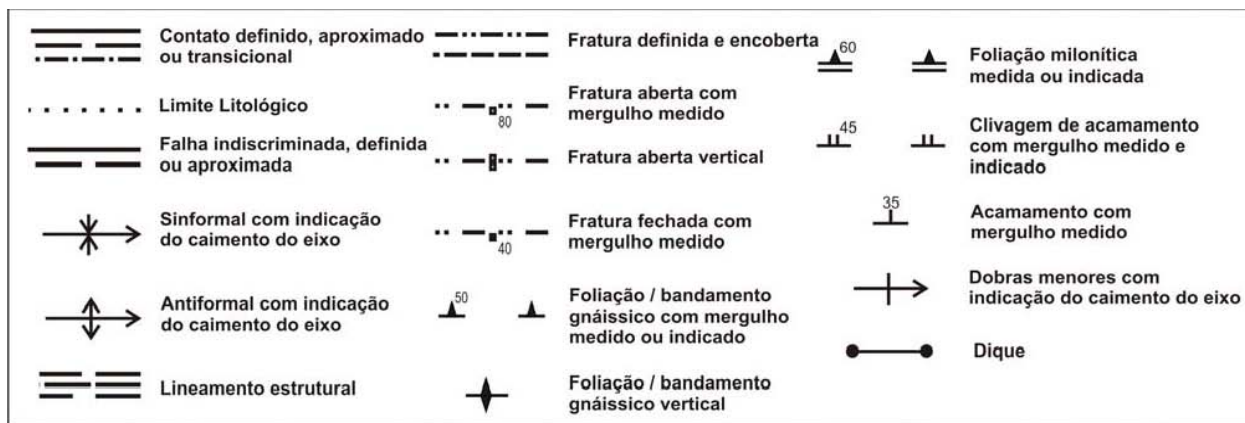 Contato definido, aproximado
ou transicional
Limite Litológico
Falha indiscriminada, definida
ou aproximada
Sinformal com indicação
do caimento do eixo
Antiformal com indicação
do caimento do eixo
Lineamento estrutural
Fratura definida e encoberta
80
Fratura aberta com
mergulho medido
Fratura aberta vertical
40
Fratura fechada com
mergulho medido
50
Foliação / bandamento
gnáissico com mergulho
medido ou indicado
Foliação / bandamento
gnáissico vertical
60
Foliação milonítica
medida ou indicada
45
Clivagem de acamamento
com mergulho medido e
indicado
35
Acamamento com
mergulho medido
Dobras menores com
indicação do caimento do eixo
Dique